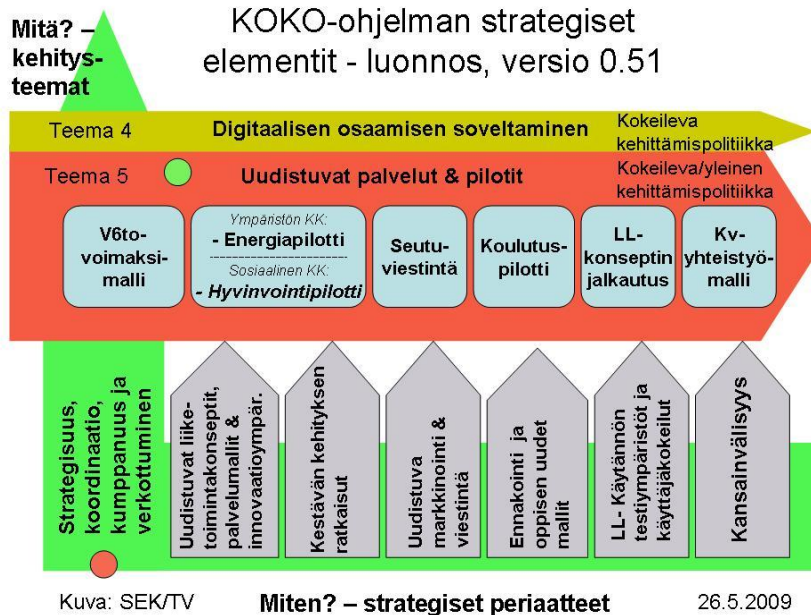 Mitä? –
kehitys-
teemat
KOKO-ohjelman strategiset
elementit - luonnos, versio 0.51
Teema 4
Digitaalisen osaamisen soveltaminen
Kokeileva
kehittämispolitiikka
Teema 5
Uudistuvat palvelut & pilotit
Kokeileva/yleinen
kehittämispolitiikka
V6to-
voimaksi-
malli
Ympäristön KK:
- Energiapilotti
Sosiaalinen KK:
- Hyvinvointipilotti
Seutu-
viestintä
Koulutus-
pilotti
LL-
konseptin
jalkautus
Kv-
yhteistyö-
malli
Strategisuus,
koordinaatio,
kumppanuus ja
verkottuminen
Uudistuvat liike-
toimintakonseptit,
palvelumallit &
innovaatioympär.
Kestävän kehityksen
ratkaisut
Uudistuva
markkinointi &
viestintä
Ennakointi ja
oppisen uudet
mallit
LL- Käytännön
testiympäristöt ja
käyttäjäkokeilut
Kansainvälisyys
Kuva: SEK/TV
Miten? – strategiset periaatteet
26.5.2009